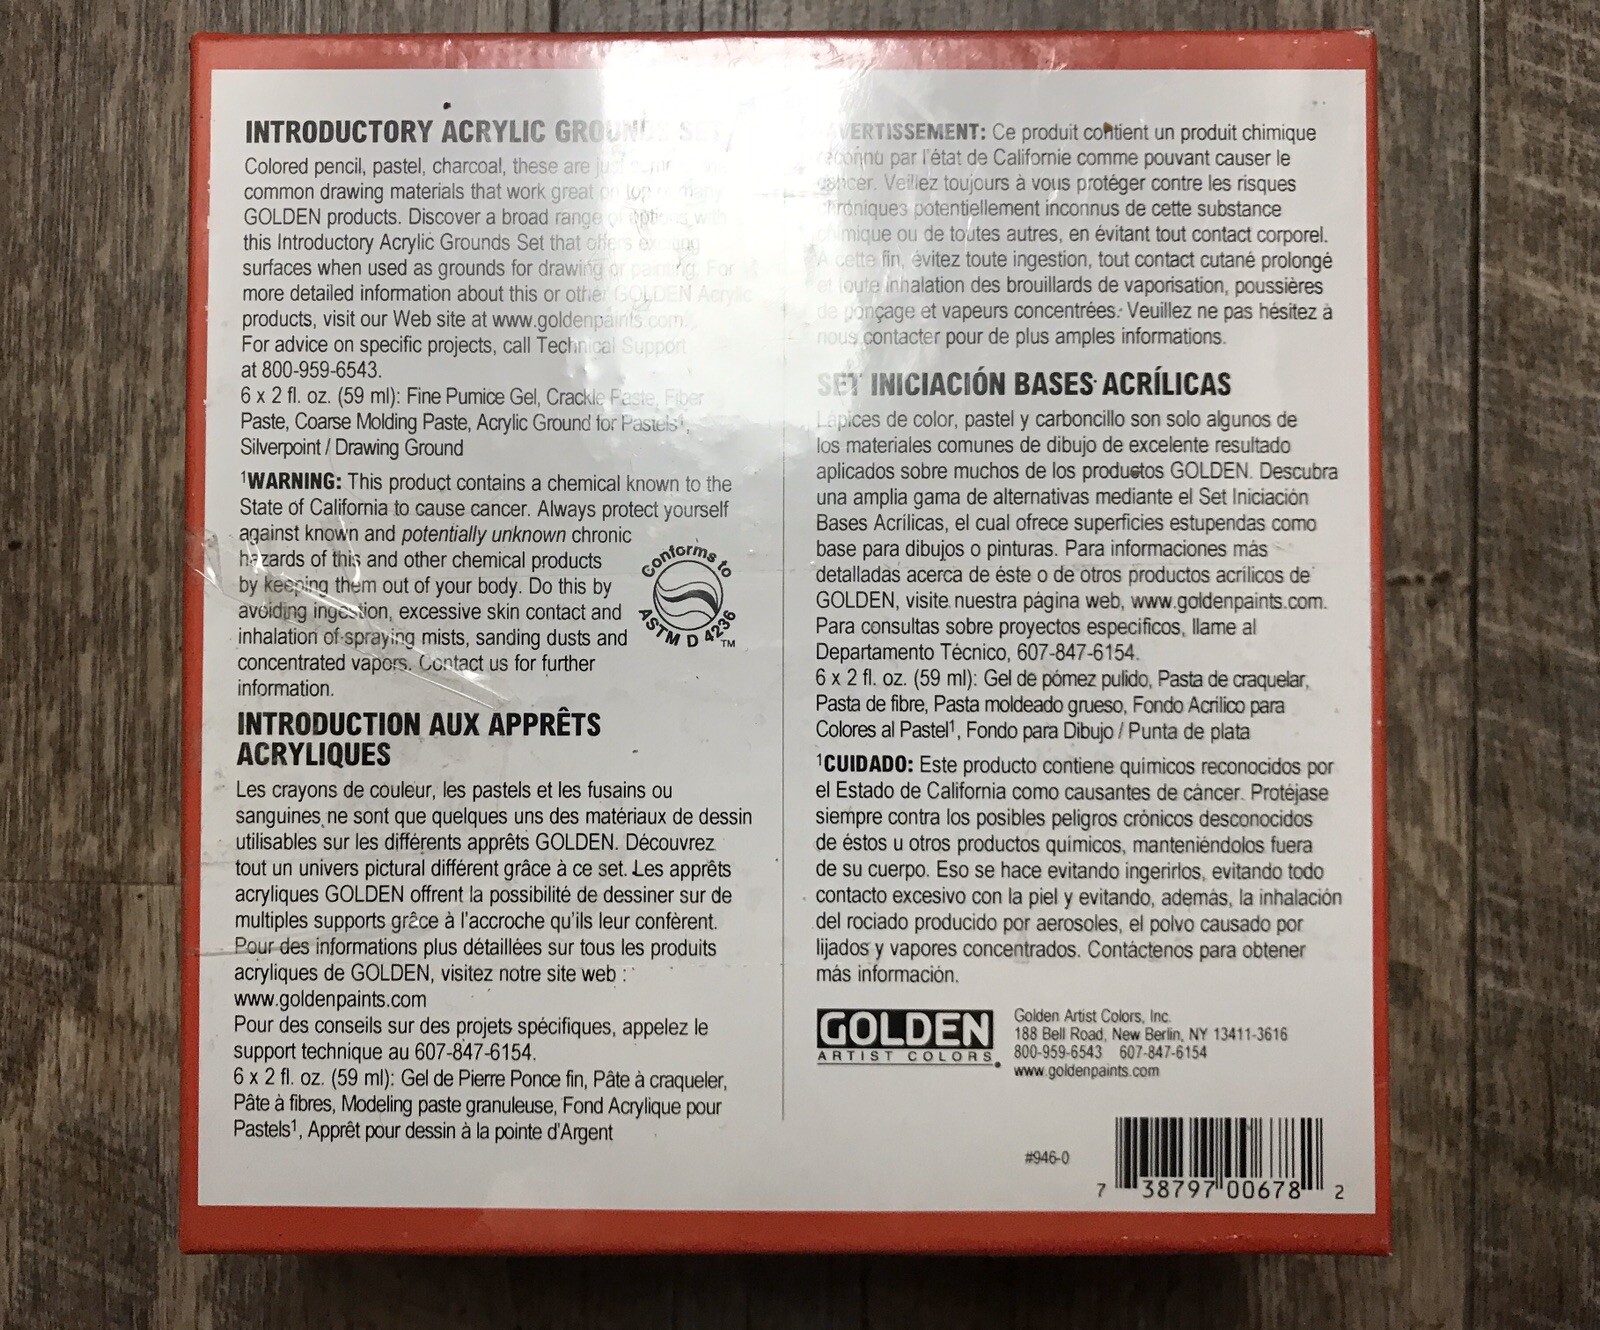 INTRODUCTORY ACRYLIC GROUNDS SET
Colored pencil, pastel, charcoal, these are just
common drawing materials that work great on top many
GOLDEN products. Discover a broad range of options with
this Introductory Acrylic Grounds Set that offers exciting
surfaces when used as grounds for drawing or painting. For
more detailed information about this or other GOLDEN Acrylic
products, visit our Web site at www.goldenpaints.com.
For advice on specific projects, call Technical Support
at 800-959-6543.
6 x 2 fl. oz. (59 ml): Fine Pumice Gel, Crackle Paste, Fiber
Paste, Coarse Molding Paste, Acrylic Ground for Pastels¹,
Silverpoint / Drawing Ground
¹WARNING: This product contains a chemical known to the
State of California to cause cancer. Always protect yourself
against known and potentially unknown chronic
hazards of this and other chemical products
by keeping them out of your body. Do this by
avoiding ingestion, excessive skin contact and
inhalation of spraying mists, sanding dusts and
concentrated vapors. Contact us for further
information.
Conforms to
ASTM D 4236 ™
INTRODUCTION AUX APPRÊTS
ACRYLIQUES
Les crayons de couleur, les pastels et les fusains ou
sanguines ne sont que quelques uns des matériaux de dessin
utilisables sur les différents apprêts GOLDEN. Découvrez
tout un univers pictural différent grâce à ce set. Les apprêts
acryliques GOLDEN offrent la possibilité de dessiner sur de
multiples supports grâce à l'accroche qu'ils leur confèrent.
Pour des informations plus détaillées sur tous les produits
acryliques de GOLDEN, visitez notre site web :
www.goldenpaints.com
Pour des conseils sur des projets spécifiques, appelez le
support technique au 607-847-6154.
6 x 2 fl. oz. (59 ml): Gel de Pierre Ponce fin, Pâte à craqueler,
Pâte à fibres, Modeling paste granuleuse, Fond Acrylique pour
Pastels¹, Apprêt pour dessin à la pointe d'Argent
AVERTISSEMENT: Ce produit contient un produit chimique
reconnu par l'état de Californie comme pouvant causer le
cancer. Veillez toujours à vous protéger contre les risques
chroniques potentiellement inconnus de cette substance
chimique ou de toutes autres, en évitant tout contact corporel.
A cette fin, évitez toute ingestion, tout contact cutané prolongé
et toute inhalation des brouillards de vaporisation, poussières
de ponçage et vapeurs concentrées. Veuillez ne pas hésitez à
nous contacter pour de plus amples informations.
SET INICIACIÓN BASES ACRÍLICAS
Lápices de color, pastel y carboncillo son solo algunos de
los materiales comunes de dibujo de excelente resultado
aplicados sobre muchos de los productos GOLDEN. Descubra
una amplia gama de alternativas mediante el Set Iniciación
Bases Acrílicas, el cual ofrece superficies estupendas como
base para dibujos o pinturas. Para informaciones más
detalladas acerca de éste o de otros productos acrílicos de
GOLDEN, visite nuestra página web, www.goldenpaints.com.
Para consultas sobre proyectos específicos, llame al
Departamento Técnico, 607-847-6154.
6 x 2 fl. oz. (59 ml): Gel de pómez pulido, Pasta de craquelar,
Pasta de fibre, Pasta moldeado grueso, Fondo Acrílico para
Colores al Pastel¹, Fondo para Dibujo / Punta de plata
¹CUIDADO: Este producto contiene químicos reconocidos por
el Estado de California como causantes de cáncer. Protéjase
siempre contra los posibles peligros crónicos desconocidos
de éstos u otros productos químicos, manteniéndolos fuera
de su cuerpo. Eso se hace evitando ingerirlos, evitando todo
contacto excesivo con la piel y evitando, además, la inhalación
del rociado producido por aerosoles, el polvo causado por
lijados y vapores concentrados. Contáctenos para obtener
más información.
GOLDEN
ARTIST COLORS.
Golden Artist Colors, Inc.
188 Bell Road, New Berlin, NY 13411-3616
800-959-6543 607-847-6154
www.goldenpaints.com
#946-0
7 38797 00678 2